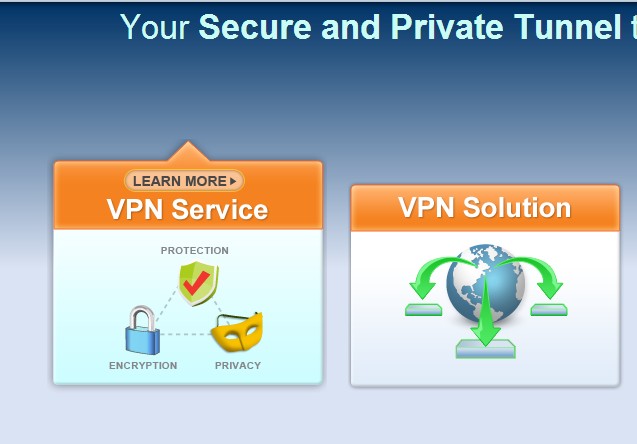 Your Secure and Private Tunnel t
LEARN MORE
VPN Service
PROTECTION
ENCRYPTION PRIVACY
VPN Solution